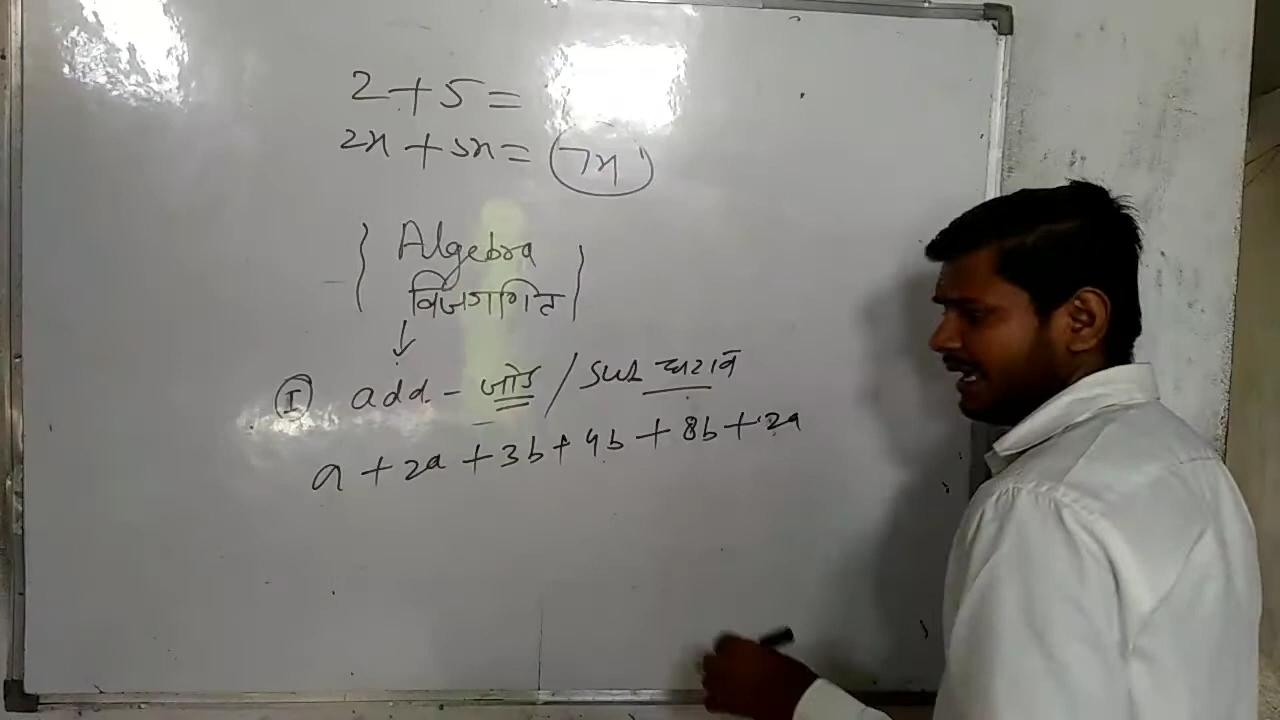 2+5=
2x+5x= 7x
{ Algebra
विजगणित }
↓
(I) add - जोड / Sub घटाव
a+2a+3b+4b+8b+2a